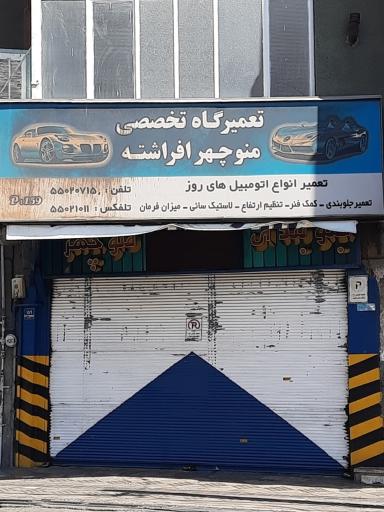 تعمیرگاه تخصصی
منوچهر افراشته
تعمیر انواع اتومبیل های روز
تلفن : ۵۵۰۲۰۷۱۵
تعمیر جلوبندی - کمک فنر - تنظیم ارتفاع - لاستیک سائی - میزان فرمان
تلفکس : ۵۵۰۲۱۰۱۱